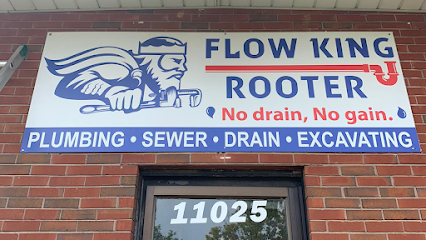 FLOW KING
ROOTER
No drain, No gain.
PLUMBING • SEWER • DRAIN • EXCAVATING
11025